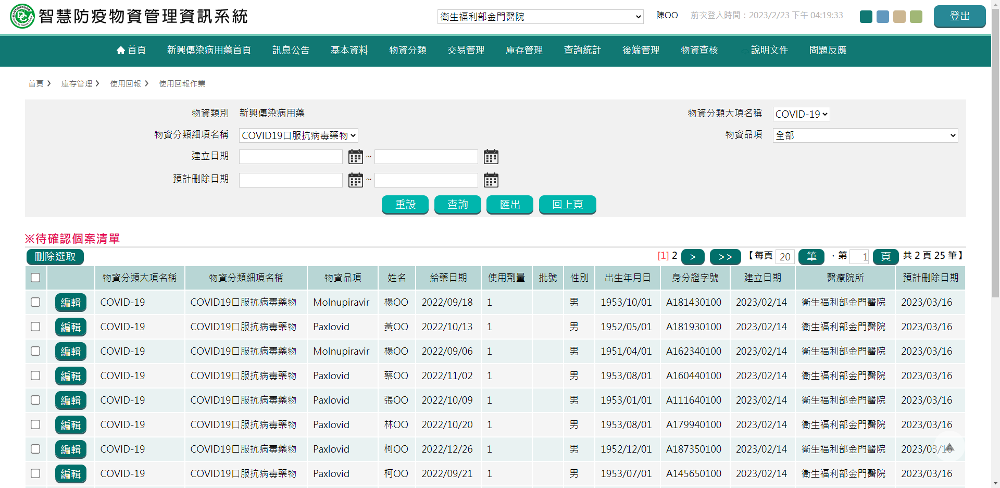 智慧防疫物資管理資訊系統
衛生福利部金門醫院 陳OO 前次登入時間：2023/2/23 下午 04:19:33 登出
首頁 新興傳染病用藥首頁 訊息公告 基本資料 物資分類 交易管理 庫存管理 查詢統計 後端管理 物資查核 說明文件 問題反應
首頁 庫存管理 使用回報 使用回報作業
物資類別 新興傳染病用藥 物資分類大項名稱 COVID-19
物資分類細項名稱 COVID19口服抗病毒藥物 物資品項 全部
建立日期 ~
預計刪除日期 ~
重設 查詢 匯出 回上頁
※待確認個案清單
刪除選取 [1] 2 > >> 【每頁 20 筆 ．第 1 頁 共 2 頁 25 筆】
物資分類大項名稱 物資分類細項名稱 物資品項 姓名 給藥日期 使用劑量 批號 性別 出生年月日 身分證字號 建立日期 醫療院所 預計刪除日期
編輯 COVID-19 COVID19口服抗病毒藥物 Molnupiravir 楊OO 2022/09/18 1 男 1953/10/01 A181430100 2023/02/14 衛生福利部金門醫院 2023/03/16
編輯 COVID-19 COVID19口服抗病毒藥物 Paxlovid 黃OO 2022/10/13 1 男 1952/05/01 A181930100 2023/02/14 衛生福利部金門醫院 2023/03/16
編輯 COVID-19 COVID19口服抗病毒藥物 Molnupiravir 楊OO 2022/09/06 1 男 1951/04/01 A162340100 2023/02/14 衛生福利部金門醫院 2023/03/16
編輯 COVID-19 COVID19口服抗病毒藥物 Paxlovid 蔡OO 2022/11/02 1 男 1953/08/01 A160440100 2023/02/14 衛生福利部金門醫院 2023/03/16
編輯 COVID-19 COVID19口服抗病毒藥物 Paxlovid 張OO 2022/10/09 1 男 1953/01/01 A111640100 2023/02/14 衛生福利部金門醫院 2023/03/16
編輯 COVID-19 COVID19口服抗病毒藥物 Paxlovid 林OO 2022/10/20 1 男 1953/08/01 A179940100 2023/02/14 衛生福利部金門醫院 2023/03/16
編輯 COVID-19 COVID19口服抗病毒藥物 Paxlovid 柯OO 2022/12/26 1 男 1952/12/01 A187350100 2023/02/14 衛生福利部金門醫院 2023/03/16
編輯 COVID-19 COVID19口服抗病毒藥物 Paxlovid 柯OO 2022/09/21 1 男 1953/07/01 A145650100 2023/02/14 衛生福利部金門醫院 2023/03/16